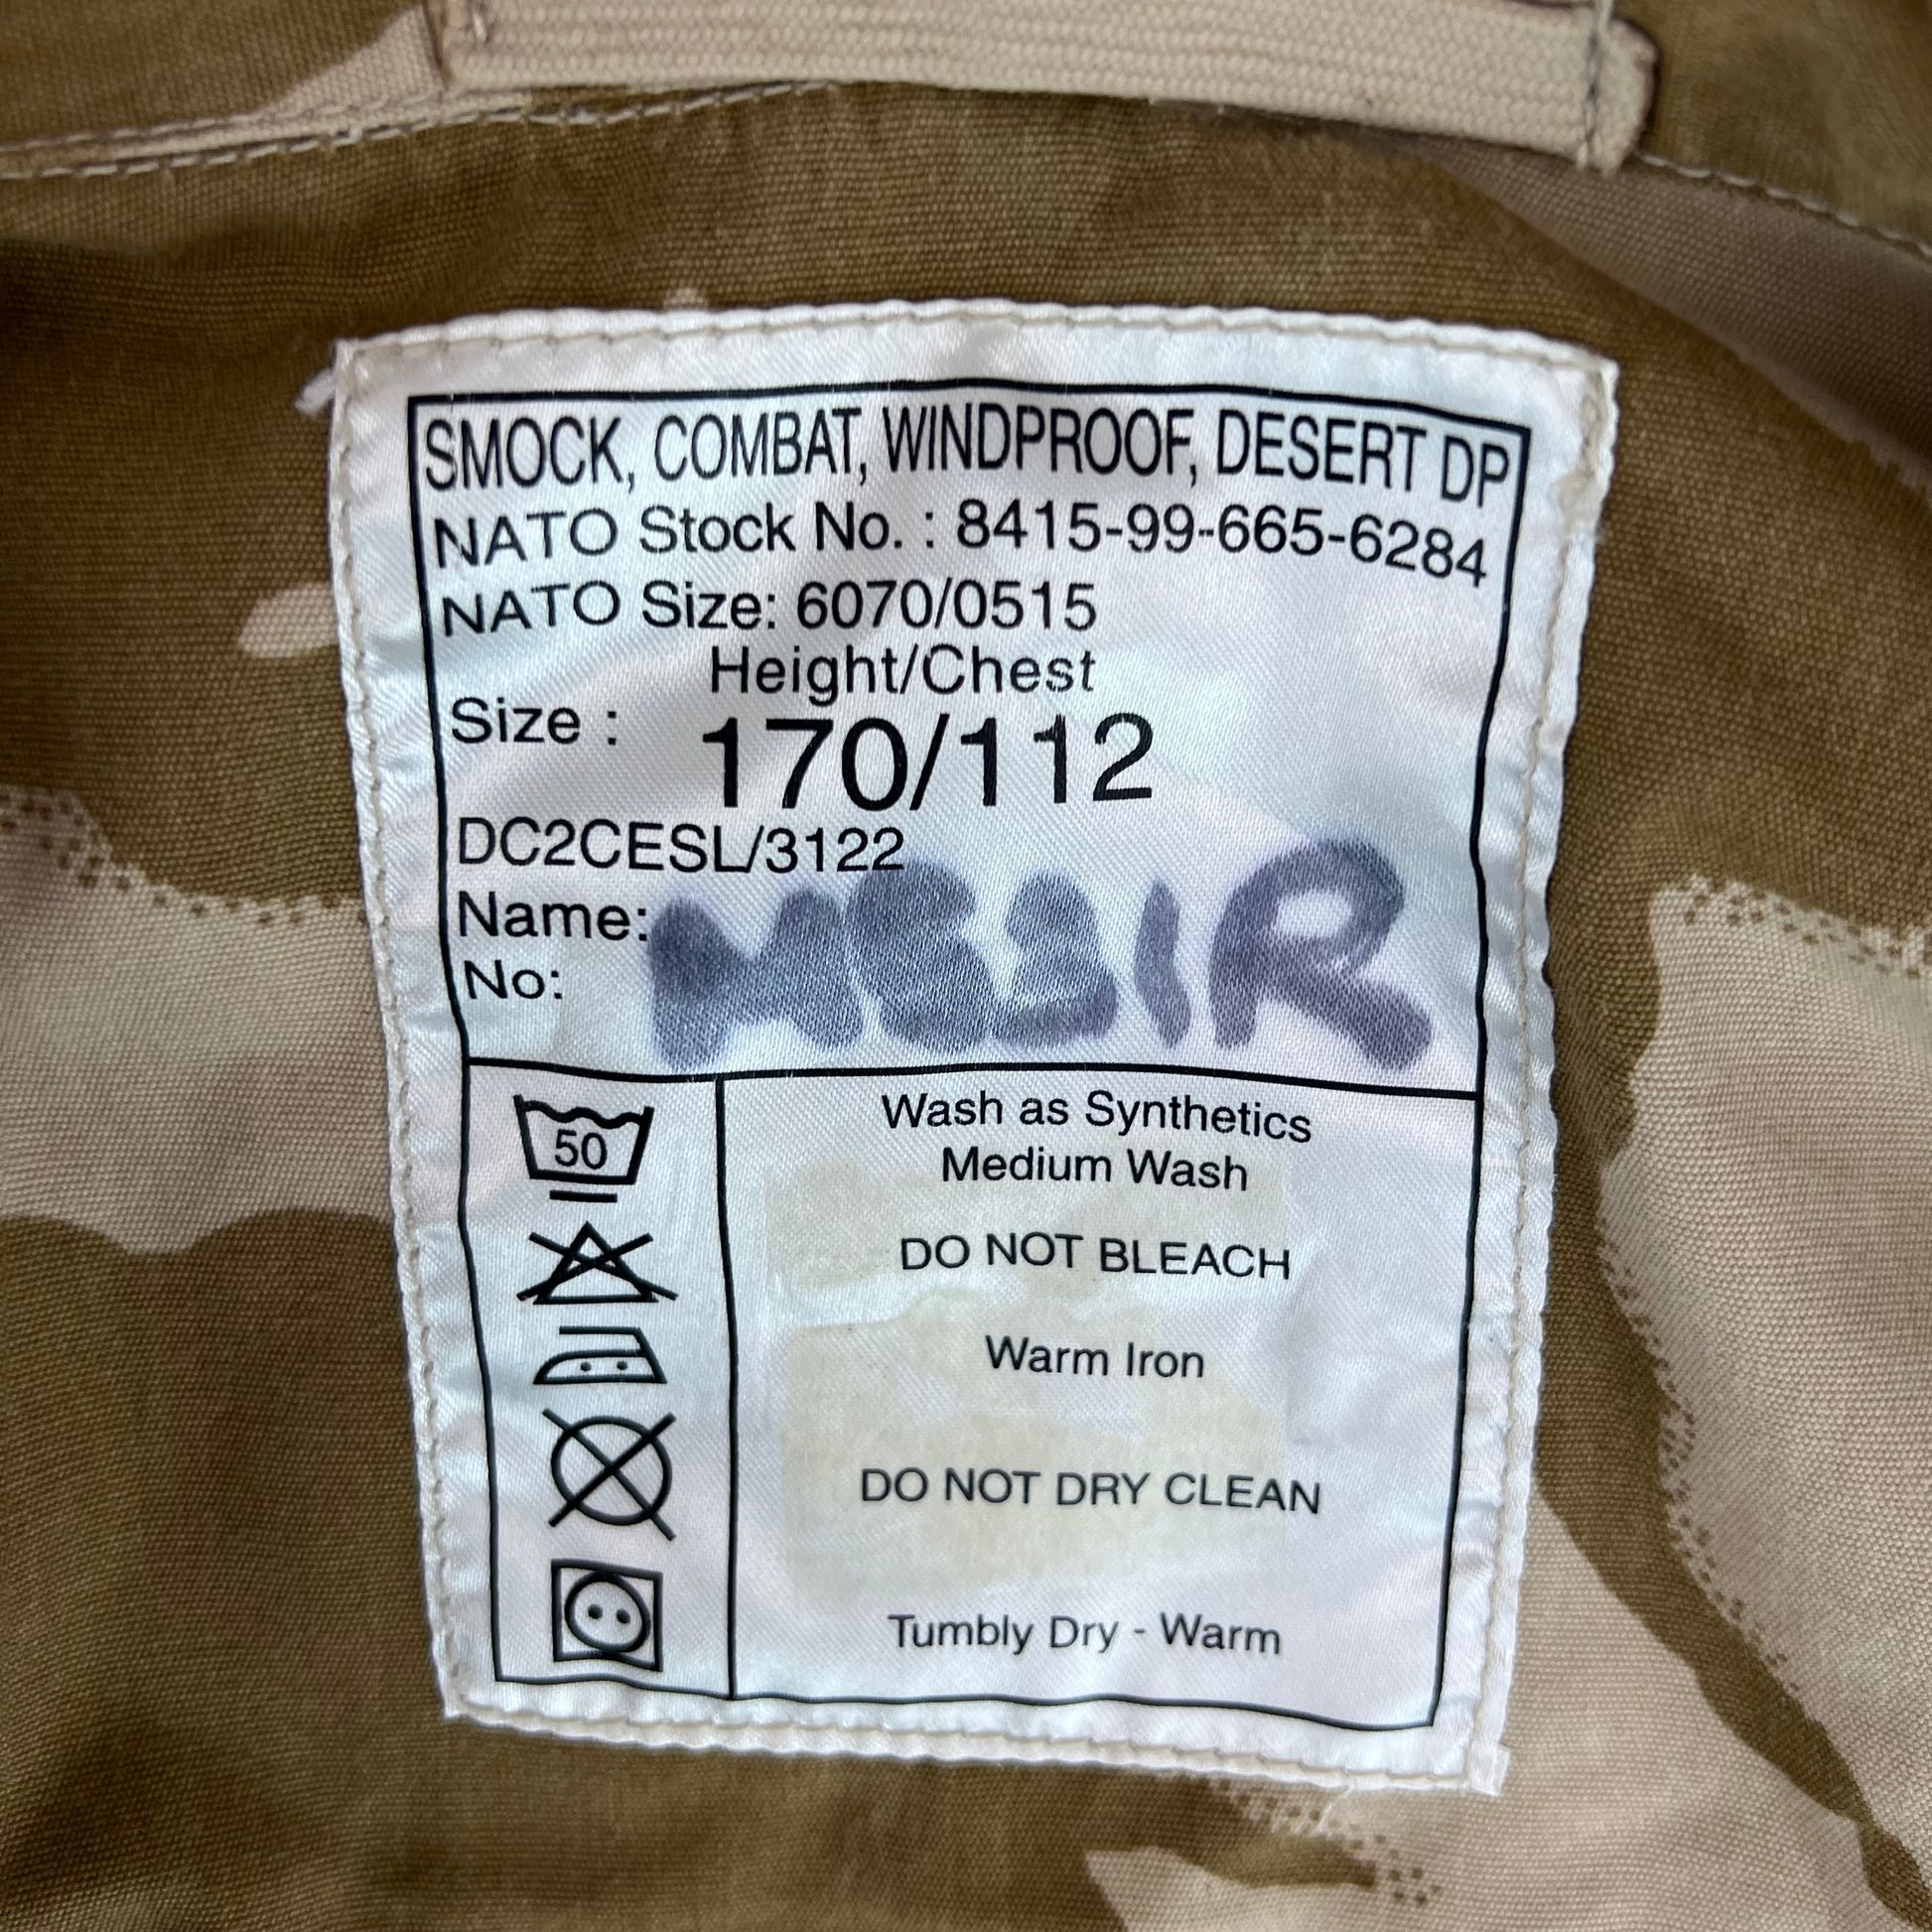 SMOCK, COMBAT, WINDPROOF, DESERT DP
NATO Stock No. : 8415-99-665-6284
NATO Size: 6070/0515
Height/Chest
Size : 170/112
DC2CESL/3122
Name:
No:
50
Wash as Synthetics
Medium Wash
DO NOT BLEACH
Warm Iron
DO NOT DRY CLEAN
Tumbly Dry - Warm